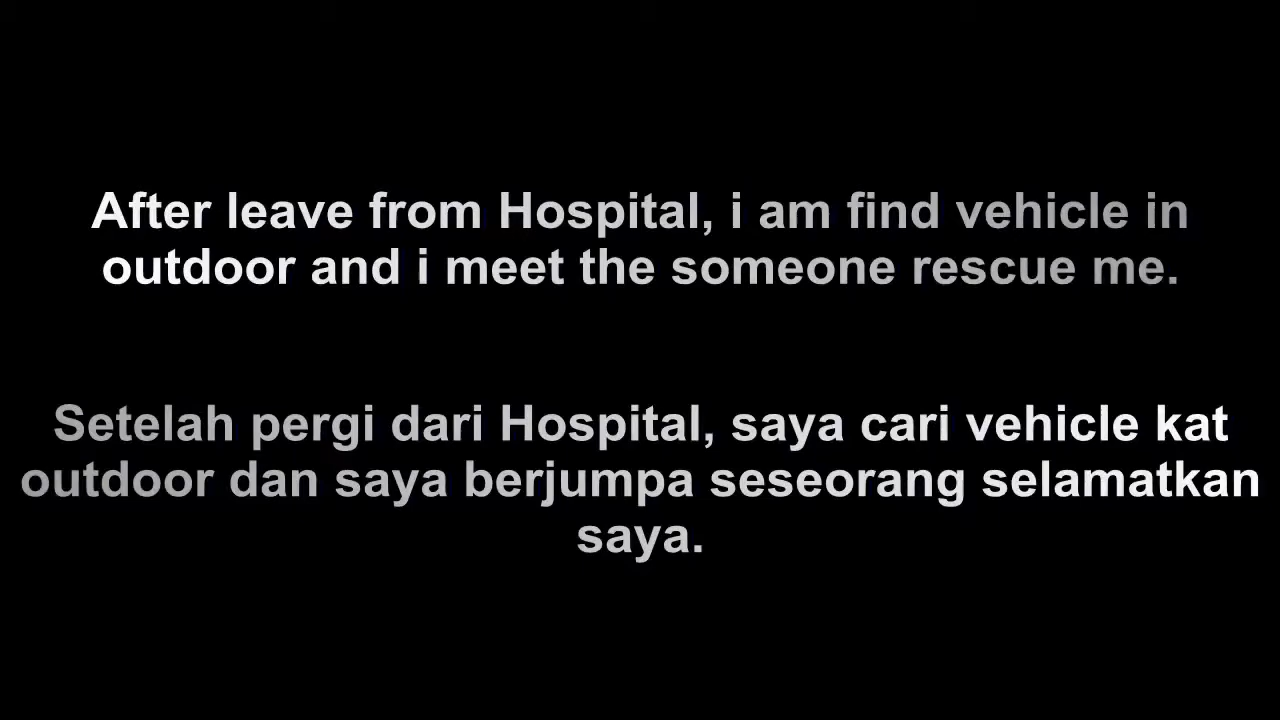 After leave from Hospital, i am find vehicle in
outdoor and i meet the someone rescue me.
Setelah pergi dari Hospital, saya cari vehicle kat
outdoor dan saya berjumpa seseorang selamatkan
saya.